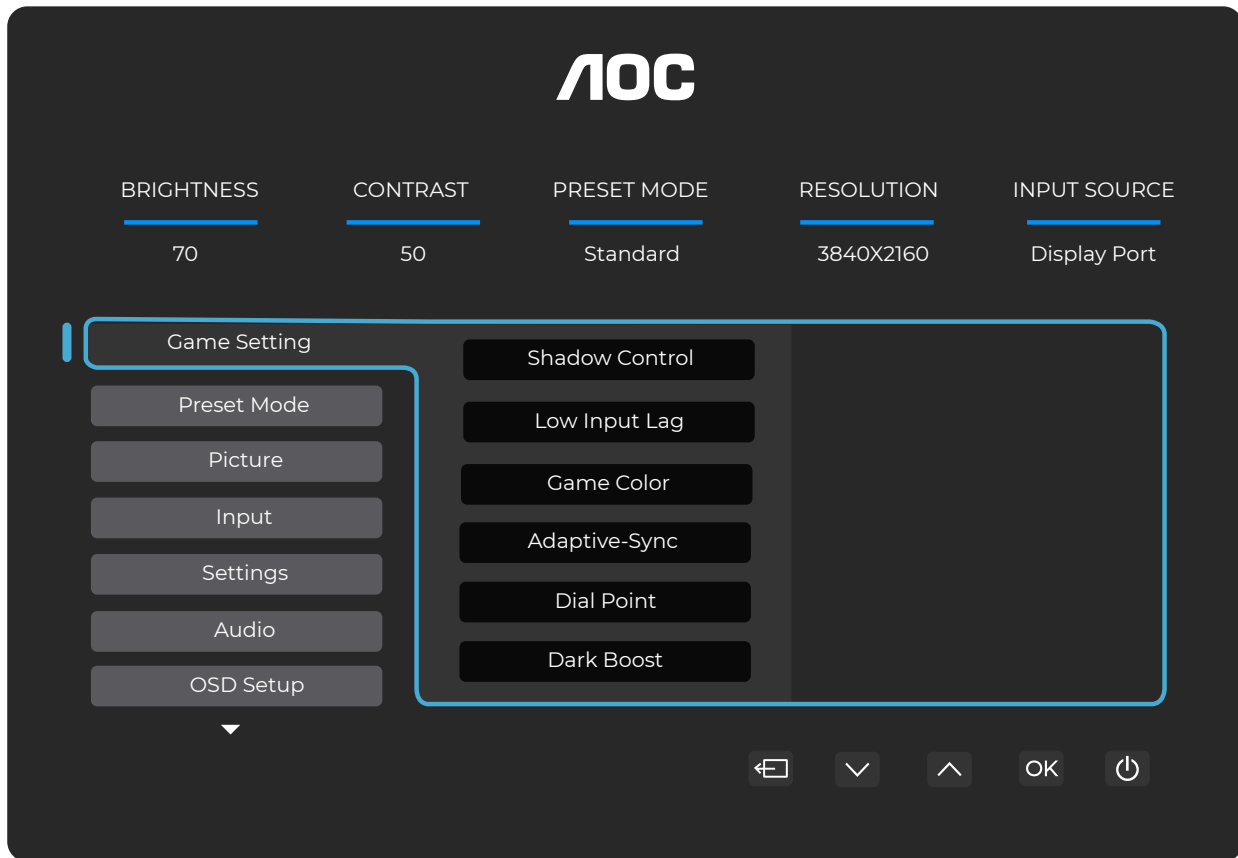 AOC
BRIGHTNESS CONTRAST PRESET MODE RESOLUTION INPUT SOURCE
70 50 Standard 3840X2160 Display Port
Game Setting
Preset Mode
Picture
Input
Settings
Audio
OSD Setup
Shadow Control
Low Input Lag
Game Color
Adaptive-Sync
Dial Point
Dark Boost
OK